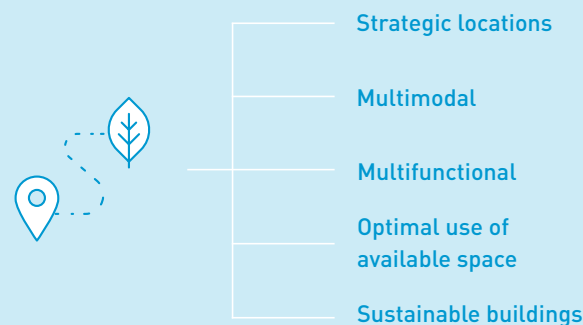 Strategic locations
Multimodal
Multifunctional
Optimal use of
available space
Sustainable buildings